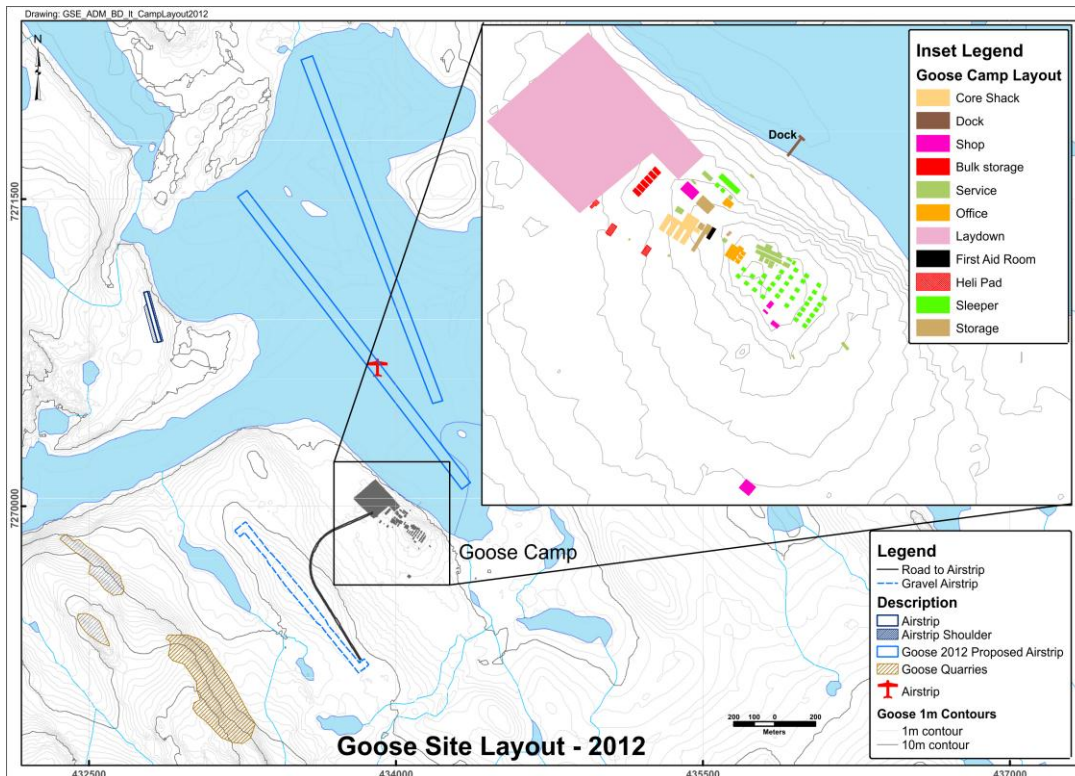 Drawing: GSE_ADM_BD_lt_CampLayout2012
N
7271500
7270000
Dock
Inset Legend
Goose Camp Layout
Core Shack
Dock
Shop
Bulk storage
Service
Office
Laydown
First Aid Room
Heli Pad
Sleeper
Storage
Goose Camp
Legend
Road to Airstrip
Gravel Airstrip
Description
Airstrip
Airstrip Shoulder
Goose 2012 Proposed Airstrip
Goose Quarries
Airstrip
Goose 1m Contours
1m contour
10m contour
200 100 0 200
Meters
Goose Site Layout - 2012
432500
434000
435500
437000